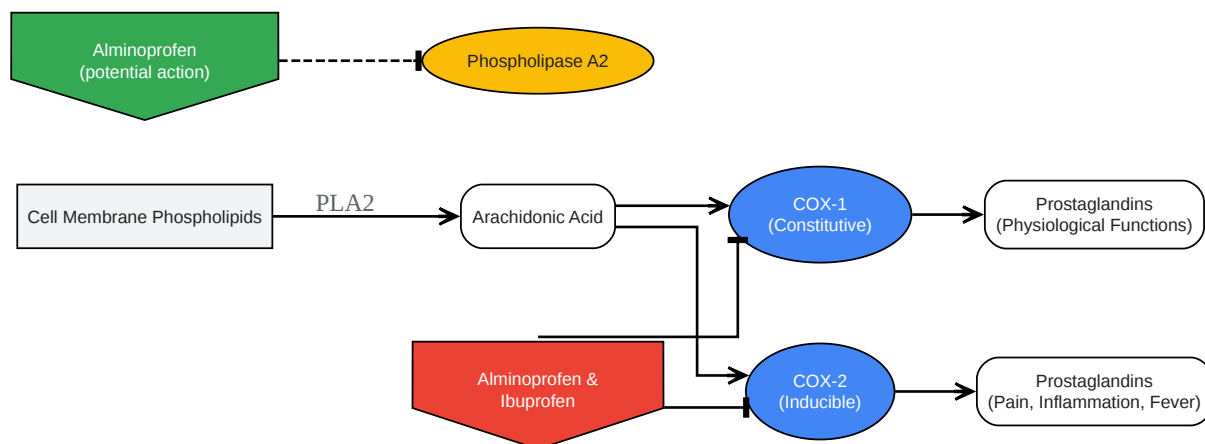 Alminoprofen
(potential action)
Phospholipase A2
Cell Membrane Phospholipids
PLA2
Arachidonic Acid
COX-1
(Constitutive)
Prostaglandins
(Physiological Functions)
Alminoprofen &
Ibuprofen
COX-2
(Inducible)
Prostaglandins
(Pain, Inflammation, Fever)